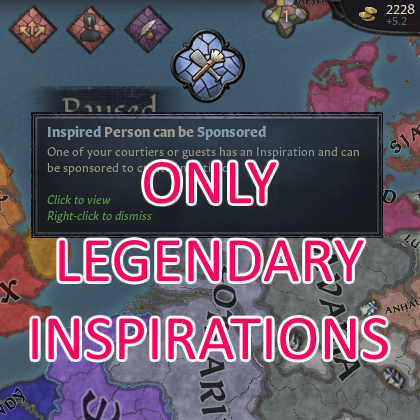 2228
+5.2
Paused
Inspired Person can be Sponsored
One of your courtiers or guests has an Inspiration and can
be sponsored to
Click to view
Right-click to dismiss
ONLY
LEGENDARY
INSPIRATIONS
ANHAL